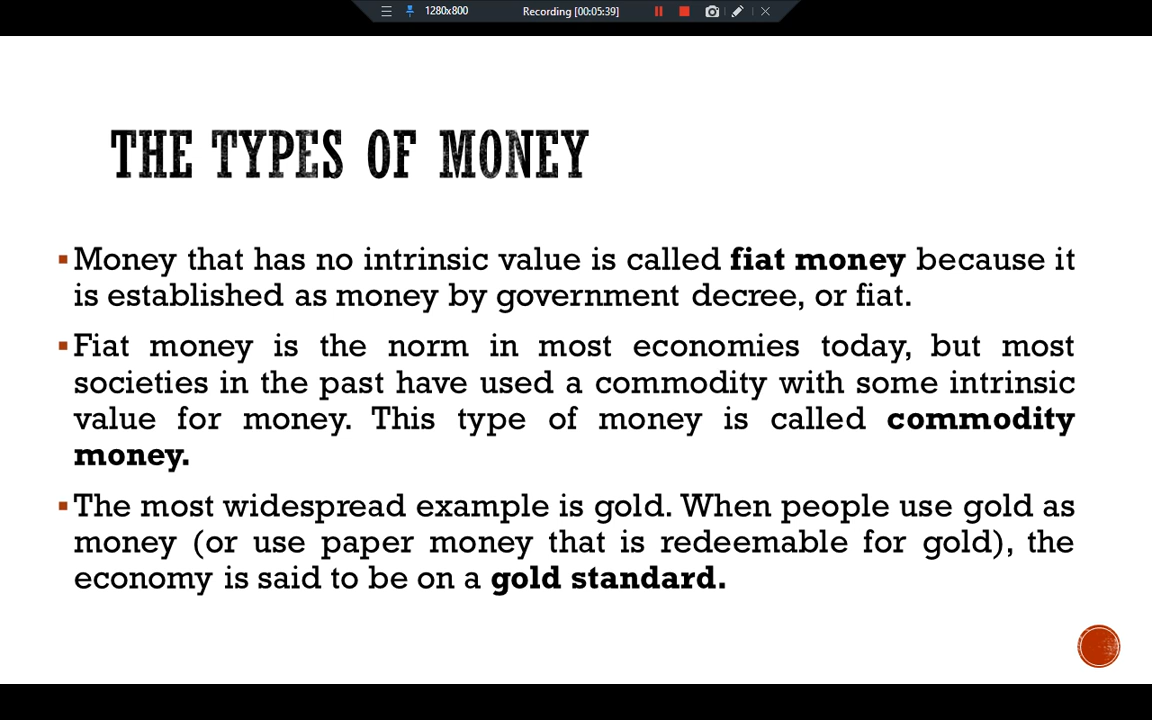 1280x800
Recording [00:05:39]
THE TYPES OF MONEY
▪Money that has no intrinsic value is called fiat money because it
is established as money by government decree, or fiat.
▪Fiat money is the norm in most economies today, but most
societies in the past have used a commodity with some intrinsic
value for money. This type of money is called commodity
money.
▪The most widespread example is gold. When people use gold as
money (or use paper money that is redeemable for gold), the
economy is said to be on a gold standard.